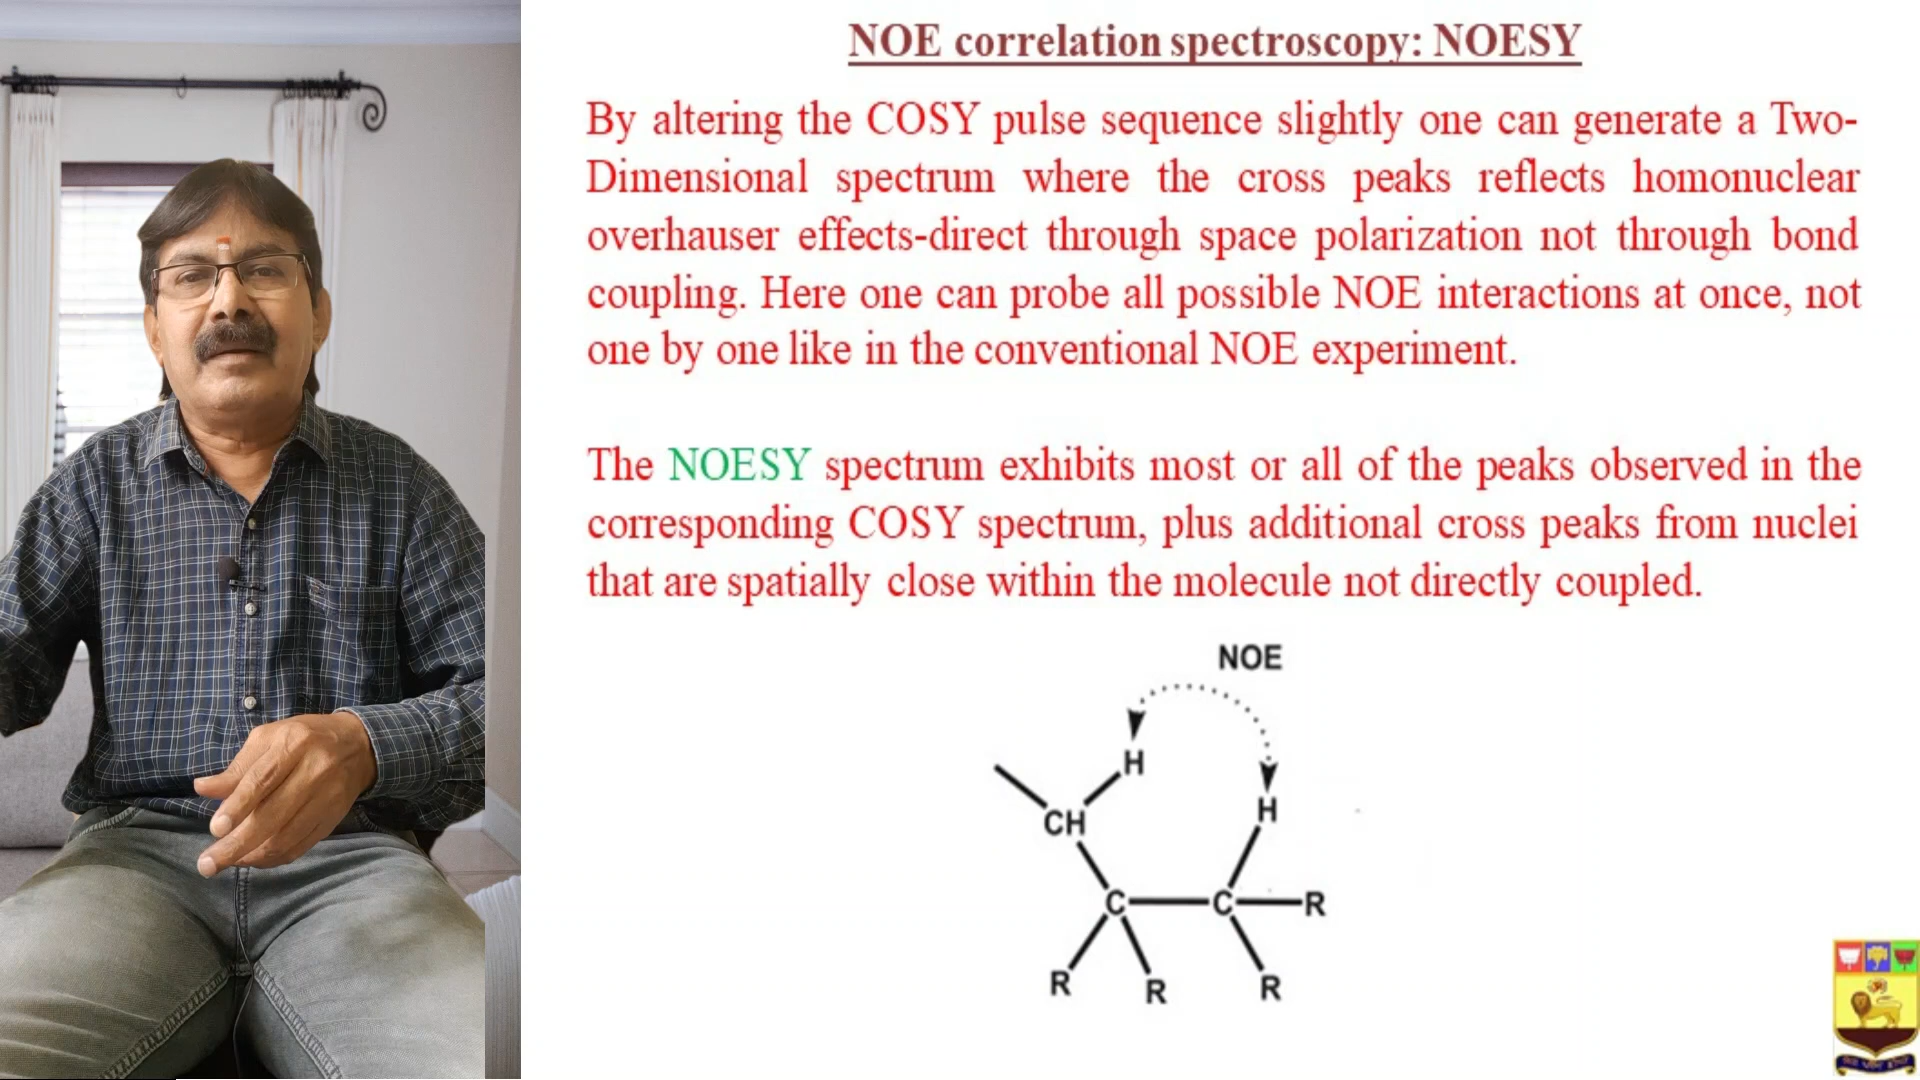 NOE correlation spectroscopy: NOESY
By altering the COSY pulse sequence slightly one can generate a Two-
Dimensional spectrum where the cross peaks reflects homonuclear
overhauser effects-direct through space polarization not through bond
coupling. Here one can probe all possible NOE interactions at once, not
one by one like in the conventional NOE experiment.
The NOESY spectrum exhibits most or all of the peaks observed in the
corresponding COSY spectrum, plus additional cross peaks from nuclei
that are spatially close within the molecule not directly coupled.
NOE
H
H
CH
C
C
R
R
R
R